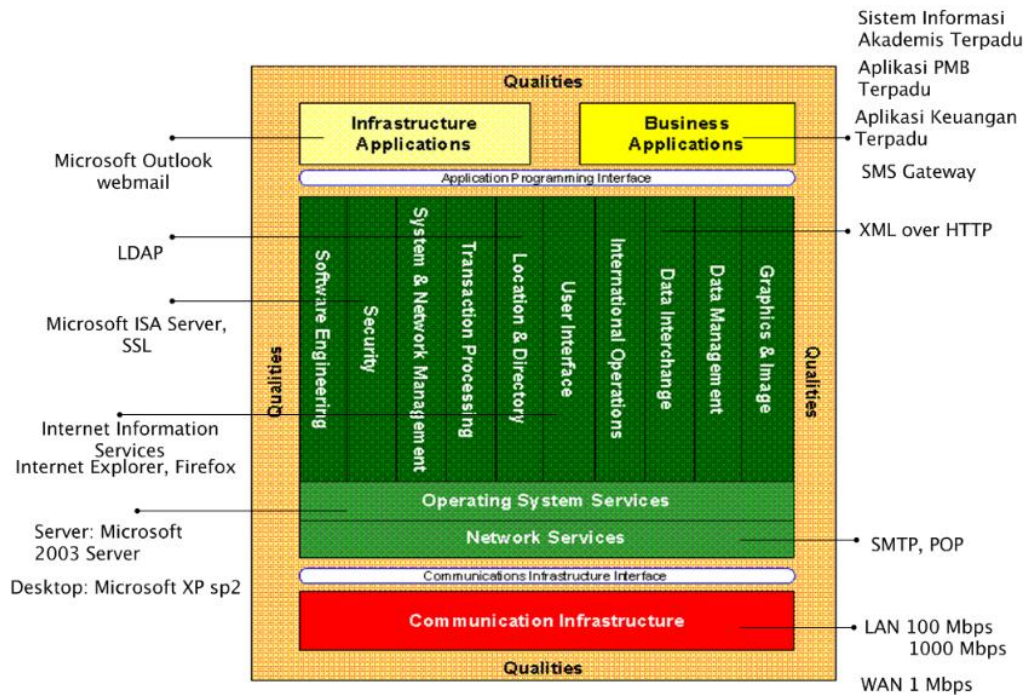 Sistem Informasi
Akademis Terpadu
Aplikasi PMB
Terpadu
Aplikasi Keuangan
Terpadu
SMS Gateway
Qualities
Infrastructure
Applications
Business
Applications
Microsoft Outlook
webmail
Application Programming Interface
XML over HTTP
LDAP
Microsoft ISA Server,
SSL
Internet Information
Services
Internet Explorer, Firefox
Qualities
Software Engineering
Security
System & Network Management
Transaction Processing
Location & Directory
User Interface
International Operations
Data Interchange
Data Management
Graphics & Image
Qualities
Operating System Services
Server: Microsoft
2003 Server
Network Services
SMTP, POP
Desktop: Microsoft XP sp2
Communications Infrastructure Interface
Communication Infrastructure
LAN 100 Mbps
1000 Mbps
Qualities
WAN 1 Mbps